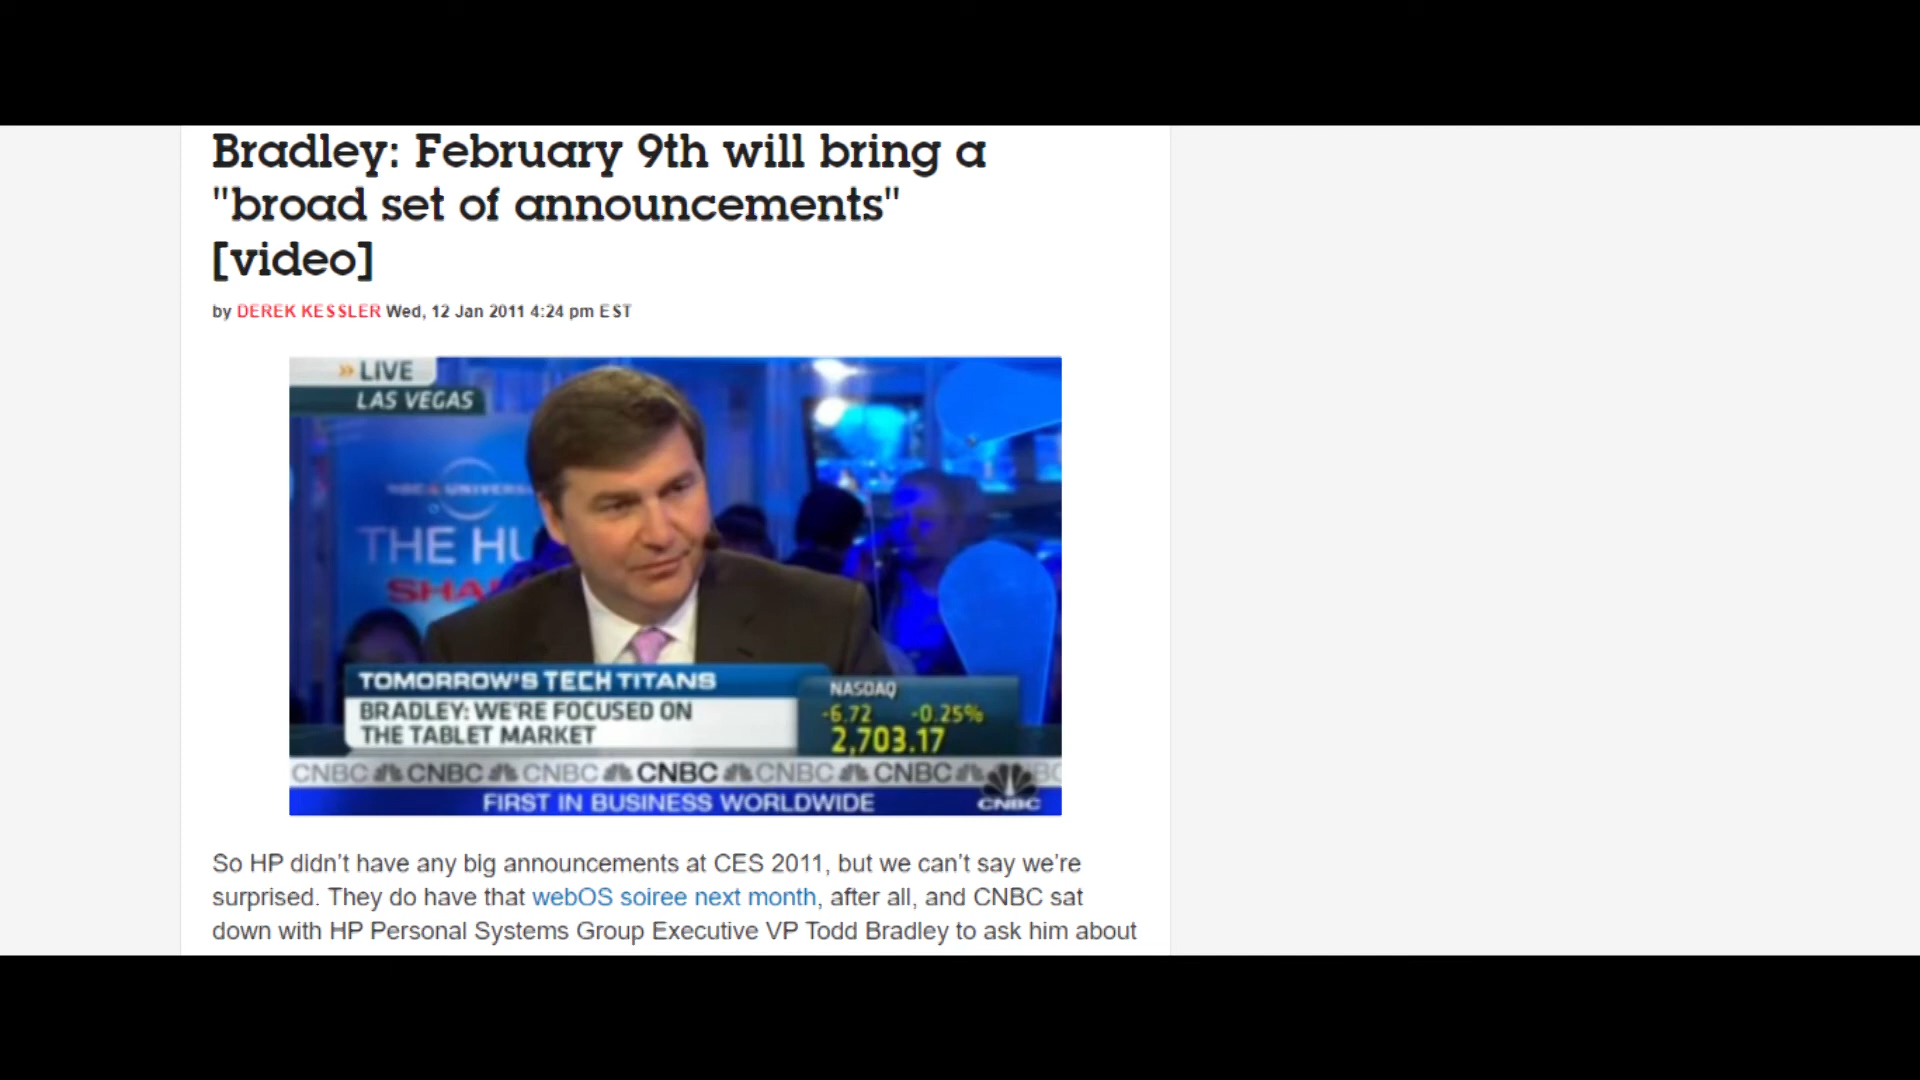 Bradley: February 9th will bring a
"broad set of announcements"
[video]
by DEREK KESSLER Wed, 12 Jan 2011 4:24 pm EST
» LIVE
LAS VEGAS
THE HU
SHA
TOMORROW'S TECH TITANS
BRADLEY: WE'RE FOCUSED ON
THE TABLET MARKET
NASDAQ
-6.72 -0.25%
2,703.17
CNBC CNBC CNBC CNBC CNBC CNBC BC
FIRST IN BUSINESS WORLDWIDE
CNBC
So HP didn’t have any big announcements at CES 2011, but we can’t say we’re
surprised. They do have that webOS soiree next month, after all, and CNBC sat
down with HP Personal Systems Group Executive VP Todd Bradley to ask him about